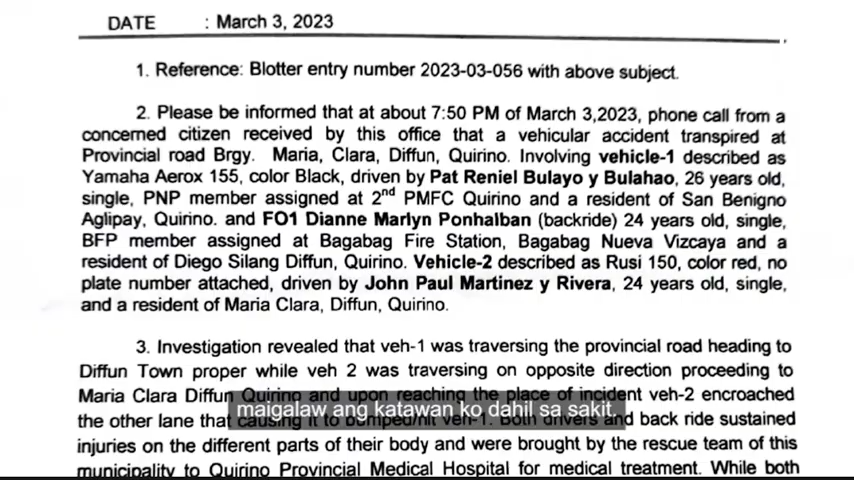 DATE : March 3, 2023
1. Reference: Blotter entry number 2023-03-056 with above subject.
2. Please be informed that at about 7:50 PM of March 3,2023, phone call from a
concerned citizen received by this office that a vehicular accident transpired at
Provincial road Brgy. Maria, Clara, Diffun, Quirino. Involving vehicle-1 described as
Yamaha Aerox 155, color Black, driven by Pat Reniel Bulayo y Bulahao, 26 years old,
single, PNP member assigned at 2nd PMFC Quirino and a resident of San Benigno
Aglipay, Quirino. and FO1 Dianne Marlyn Ponhalban (backride) 24 years old, single,
BFP member assigned at Bagabag Fire Station, Bagabag Nueva Vizcaya and a
resident of Diego Silang Diffun, Quirino. Vehicle-2 described as Rusi 150, color red, no
plate number attached, driven by John Paul Martinez y Rivera, 24 years old, single,
and a resident of Maria Clara, Diffun, Quirino.
3. Investigation revealed that veh-1 was traversing the provincial road heading to
Diffun Town proper while veh 2 was traversing on opposite direction proceeding to
Maria Clara Diffun Quirino and upon reaching the place of incident veh-2 encroached
maigalaw ang katawan ko dahil sa sakit.
the other lane that causing it to bumped/hit veh-1. Both drivers and back ride sustained
injuries on the different parts of their body and were brought by the rescue team of this
municipality to Quirino Provincial Medical Hospital for medical treatment. While both